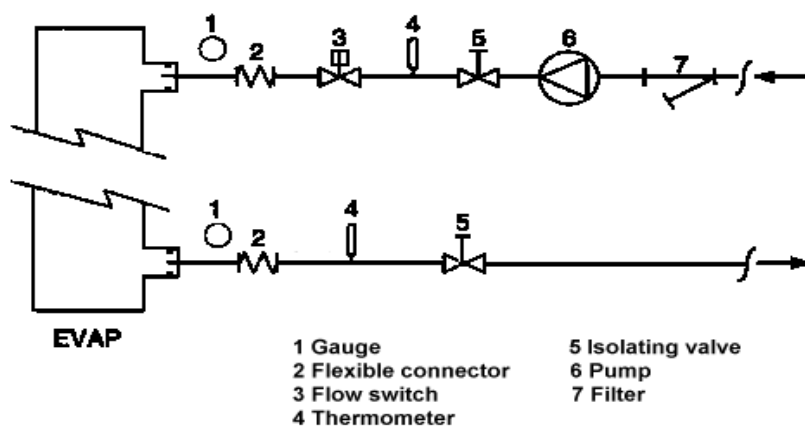 1 2 3 4 5 6 7
1 2 4 5
EVAP
1 Gauge
2 Flexible connector
3 Flow switch
4 Thermometer
5 Isolating valve
6 Pump
7 Filter